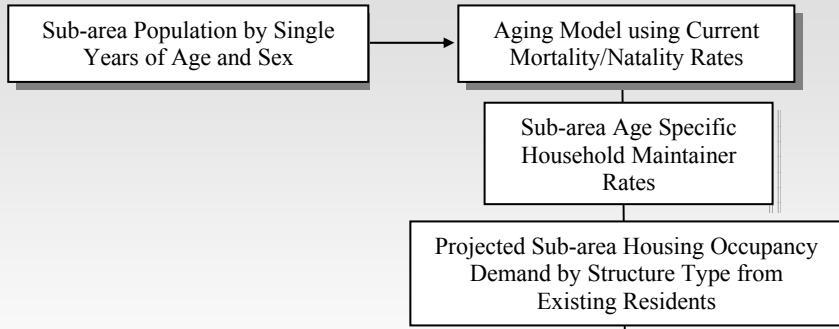 Sub-area Population by Single
Years of Age and Sex
Aging Model using Current
Mortality/Natality Rates
Sub-area Age Specific
Household Maintainer
Rates
Projected Sub-area Housing Occupancy
Demand by Structure Type from
Existing Residents